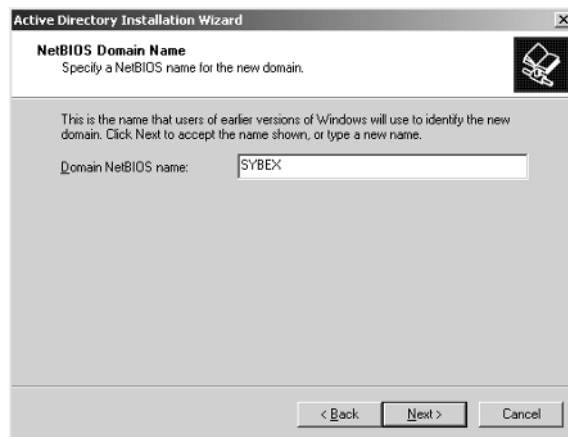 Active Directory Installation Wizard
NetBIOS Domain Name
Specify a NetBIOS name for the new domain.
This is the name that users of earlier versions of Windows will use to identify the new
domain. Click Next to accept the name shown, or type a new name.
Domain NetBIOS name:
SYBEX
< Back
Next >
Cancel